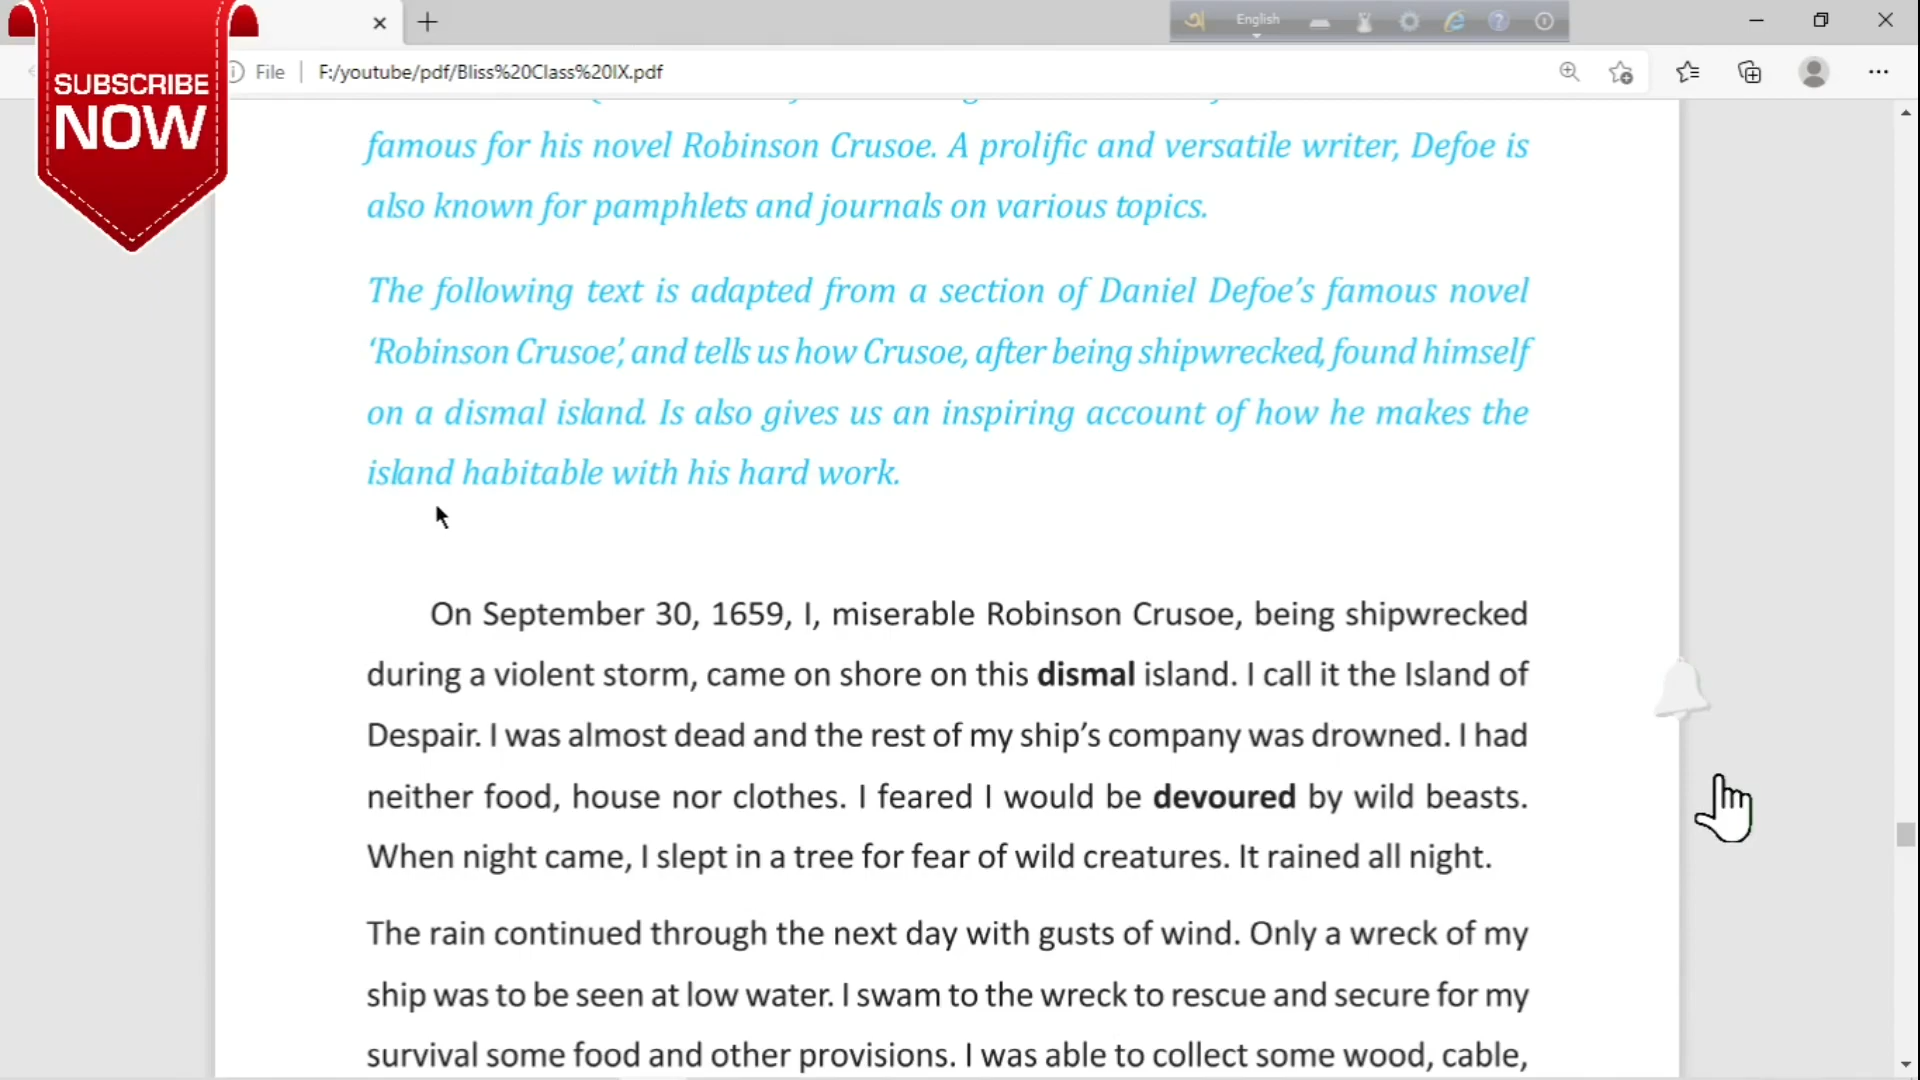 English
SUBSCRIBE
NOW
File
F:/youtube/pdf/Bliss%20Class%20IX.pdf
famous for his novel Robinson Crusoe. A prolific and versatile writer, Defoe is
also known for pamphlets and journals on various topics.
The following text is adapted from a section of Daniel Defoe’s famous novel
‘Robinson Crusoe’, and tells us how Crusoe, after being shipwrecked, found himself
on a dismal island. Is also gives us an inspiring account of how he makes the
island habitable with his hard work.
On September 30, 1659, I, miserable Robinson Crusoe, being shipwrecked
during a violent storm, came on shore on this dismal island. I call it the Island of
Despair. I was almost dead and the rest of my ship’s company was drowned. I had
neither food, house nor clothes. I feared I would be devoured by wild beasts.
When night came, I slept in a tree for fear of wild creatures. It rained all night.
The rain continued through the next day with gusts of wind. Only a wreck of my
ship was to be seen at low water. I swam to the wreck to rescue and secure for my
survival some food and other provisions. I was able to collect some wood, cable,